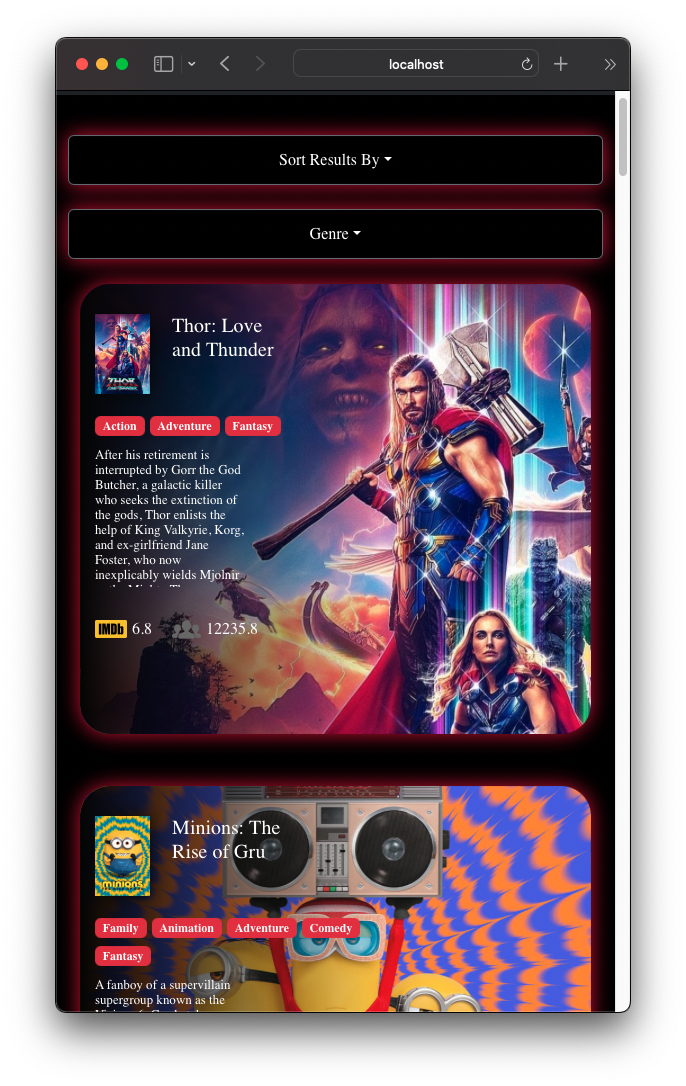 localhost
Sort Results By
Genre
Thor: Love
and Thunder
THOR
Action Adventure Fantasy
After his retirement is
interrupted by Gorr the God
Butcher, a galactic killer
who seeks the extinction of
the gods, Thor enlists the
help of King Valkyrie, Korg,
and ex-girlfriend Jane
Foster, who now
inexplicably wields Mjolnir
IMDb 6.8 12235.8
Minions: The
Rise of Gru
MINIONS
Family Animation Adventure Comedy
Fantasy
A fanboy of a supervillain
supergroup known as the